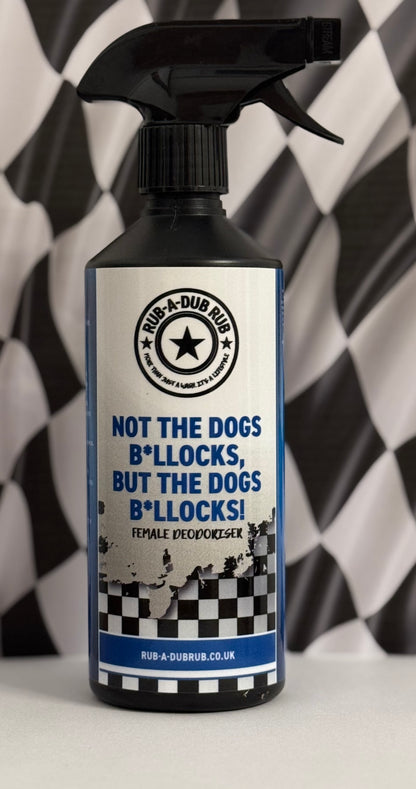 STREAM
RUB-A-DUB RUB
MORE THAN JUST A WASH, IT'S A LIFESTYLE
NOT THE DOGS
B*LLOCKS,
BUT THE DOGS
B*LLOCKS!
FEMALE DEODORISER
RUB-A-DUBRUB.CO.UK